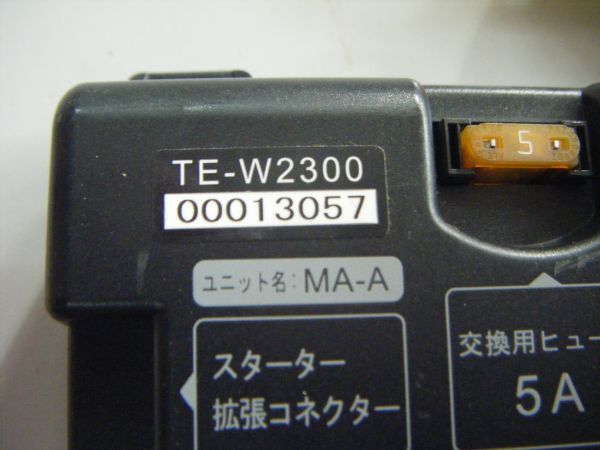 TE-W2300
00013057
ユニット名: MA-A
スターター
拡張コネクター
交換用ヒュー
5A
5